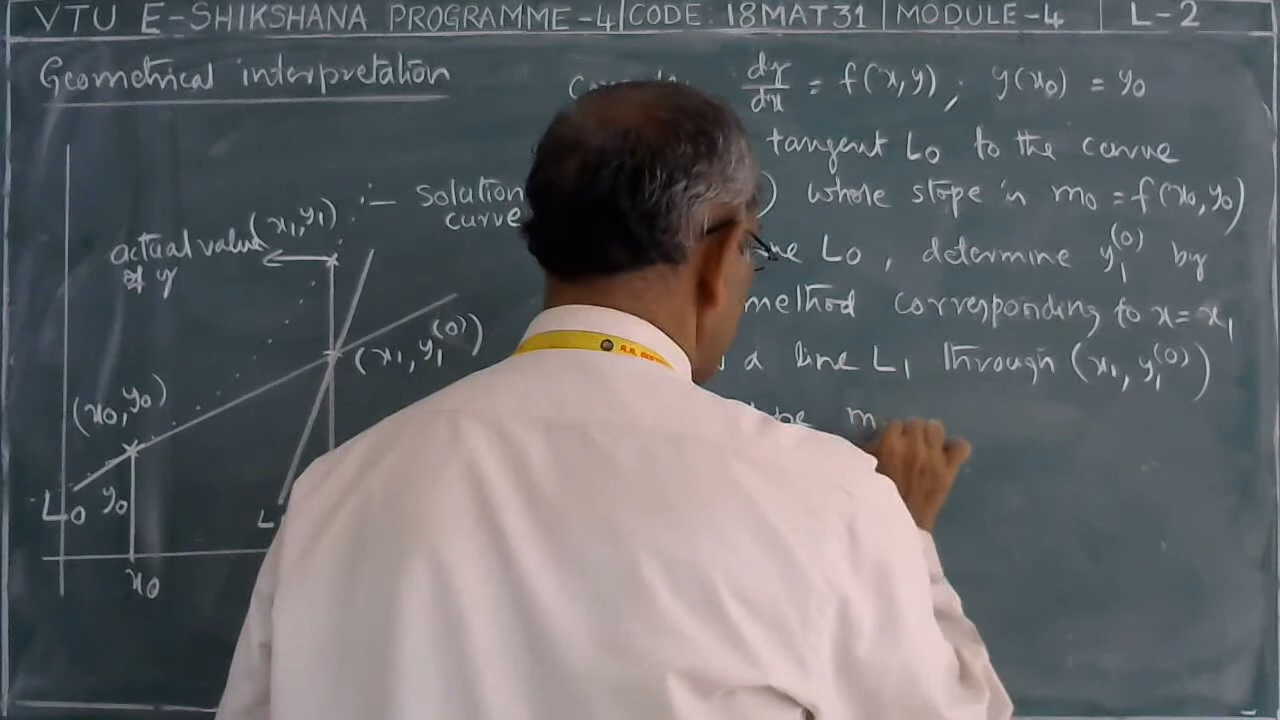 VTU E-SHIKSHANA PROGRAMME-4 | CODE: 18MAT31 | MODULE-4 | L-2
Geometrical interpretation
dy/dx = f(x,y); y(x0) = y0
tangent L0 to the curve
) whole slope is m0 = f(x0,y0)
L0, determine y1^(0) by
method corresponding to x = x1
a line L1 through (x1, y1^(0))
m
:- solution
curve
(x1,y1)
actual value
of y
(x1, y1^(0))
(x0,y0)
L0 y0
L
x0